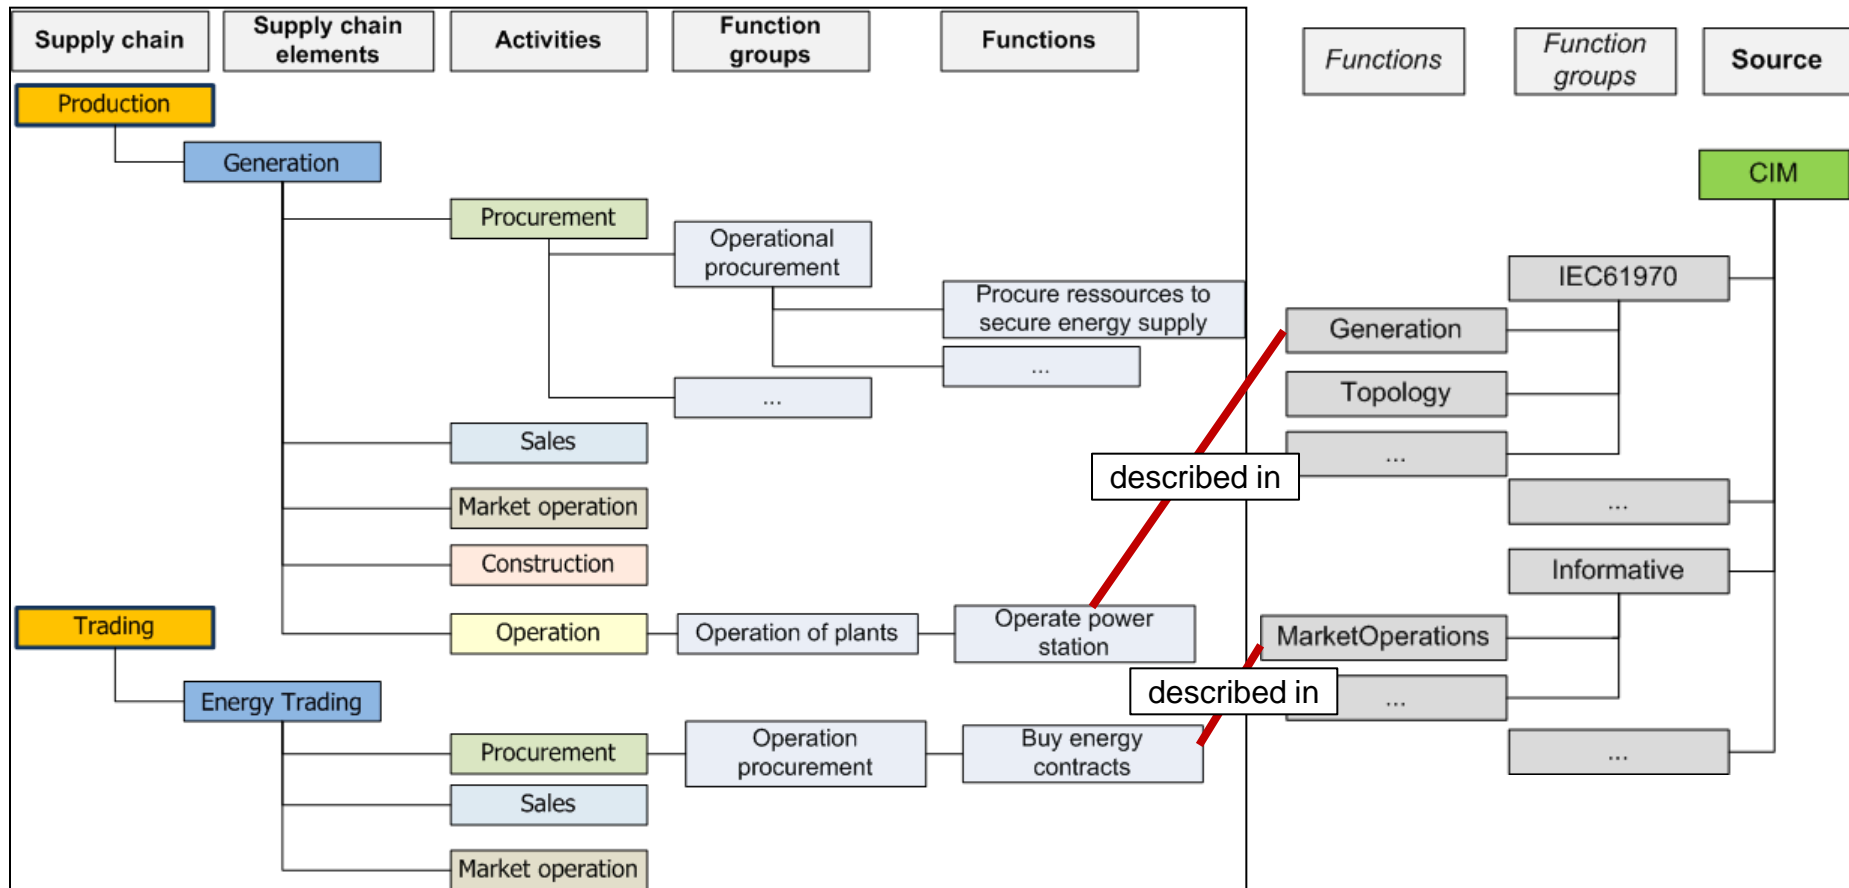 Supply chain
Supply chain
elements
Activities
Function
groups
Functions
Functions
Function
groups
Source
Production
Generation
CIM
Procurement
Operational
procurement
IEC61970
Procure ressources to
secure energy supply
Generation
...
Topology
...
Sales
...
described in
Market operation
...
Construction
Informative
Trading
Operation
Operation of plants
Operate power
station
MarketOperations
described in
...
Energy Trading
Procurement
Operation
procurement
Buy energy
contracts
...
Sales
Market operation